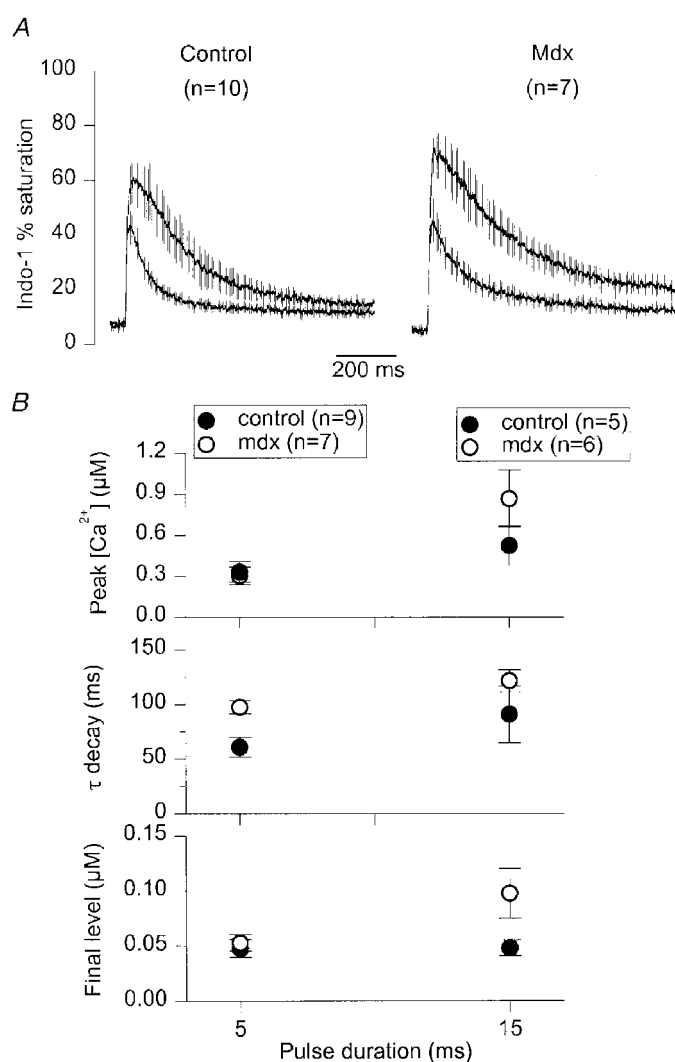 A
Control
(n=10)
Mdx
(n=7)
100
80
60
40
20
0
Indo-1 % saturation
200 ms
B
control (n=9)
mdx (n=7)
control (n=5)
mdx (n=6)
1.2
0.9
0.6
0.3
0.0
Peak [Ca2+] (µM)
150
100
50
0
τ decay (ms)
0.15
0.10
0.05
0.00
Final level (µM)
5
15
Pulse duration (ms)